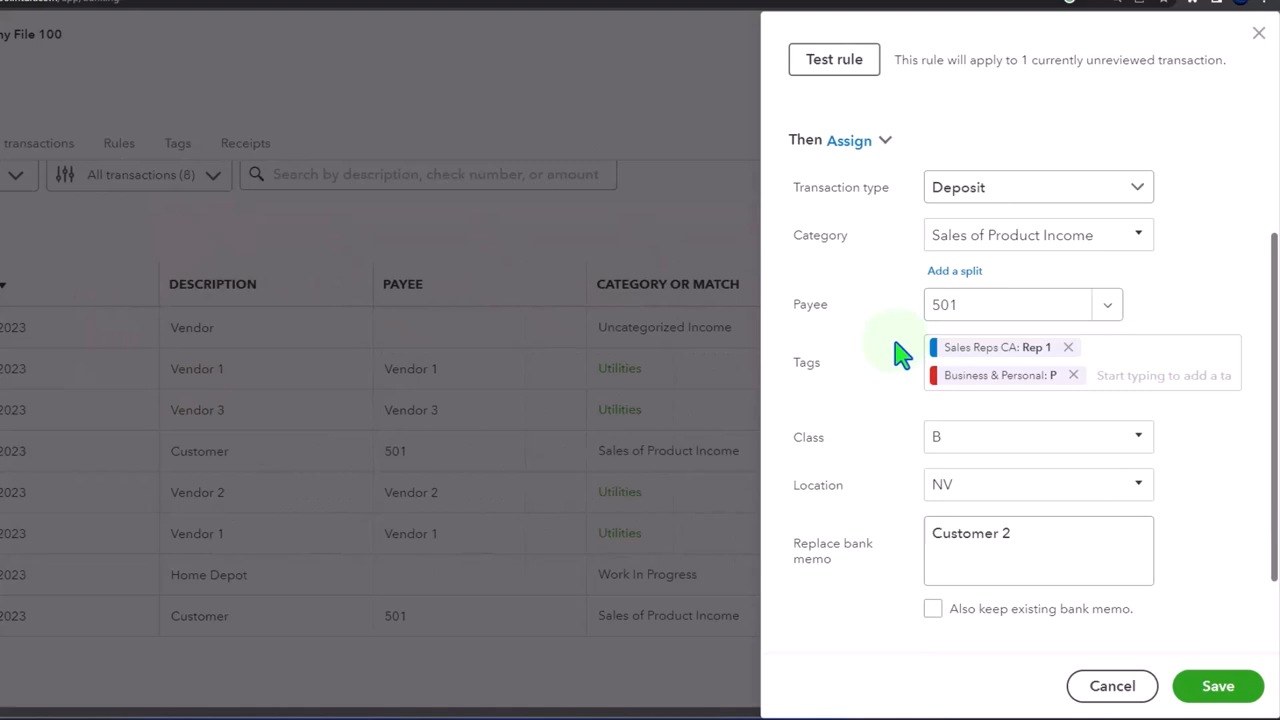 ny File 100
Test rule This rule will apply to 1 currently unreviewed transaction.
Then Assign
transactions Rules Tags Receipts
All transactions (8) Search by description, check number, or amount
Transaction type Deposit
Category Sales of Product Income
Add a split
DESCRIPTION PAYEE CATEGORY OR MATCH
Payee 501
2023 Vendor Uncategorized Income
Tags Sales Reps CA: Rep 1
Business & Personal: P Start typing to add a ta
2023 Vendor 1 Vendor 1 Utilities
2023 Vendor 3 Vendor 3 Utilities
Class B
2023 Customer 501 Sales of Product Income
Location NV
2023 Vendor 2 Vendor 2 Utilities
Replace bank memo Customer 2
2023 Vendor 1 Vendor 1 Utilities
2023 Home Depot Work In Progress
Also keep existing bank memo.
2023 Customer 501 Sales of Product Income
Cancel Save